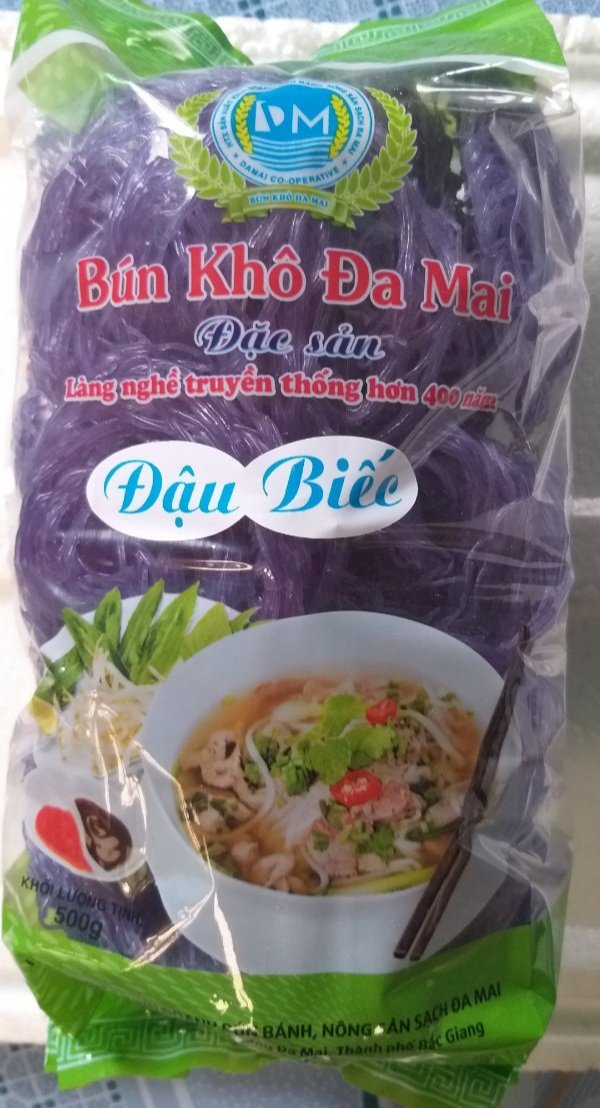 DM
DAMAI CO-OPERATIVE
BÚN KHÔ ĐA MAI
Bún Khô Đa Mai
Đặc sản
Làng nghề truyền thống hơn 400 năm
Đậu Biếc
KHỐI LƯỢNG TỊNH:
500g
BÚN BÁNH, NÔNG SẢN SẠCH ĐA MAI
Đa Mai, Thành phố Bắc Giang